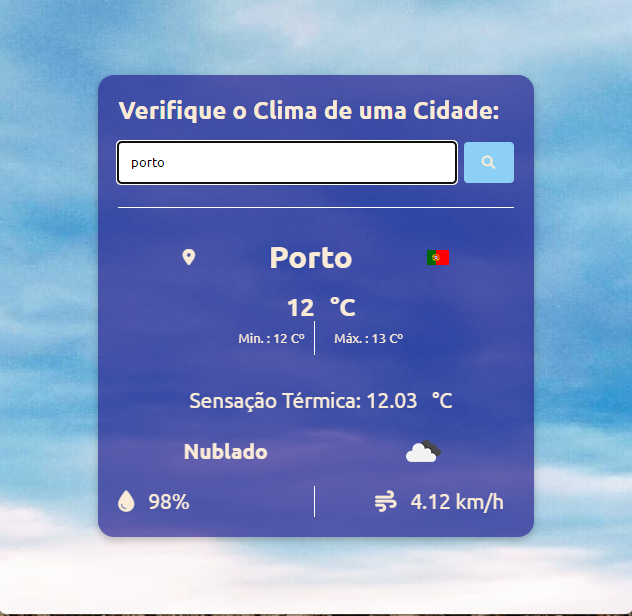 Verifique o Clima de uma Cidade:
porto
Porto
12 °C
Min. : 12 Cº Máx. : 13 Cº
Sensação Térmica: 12.03 °C
Nublado
98% 4.12 km/h